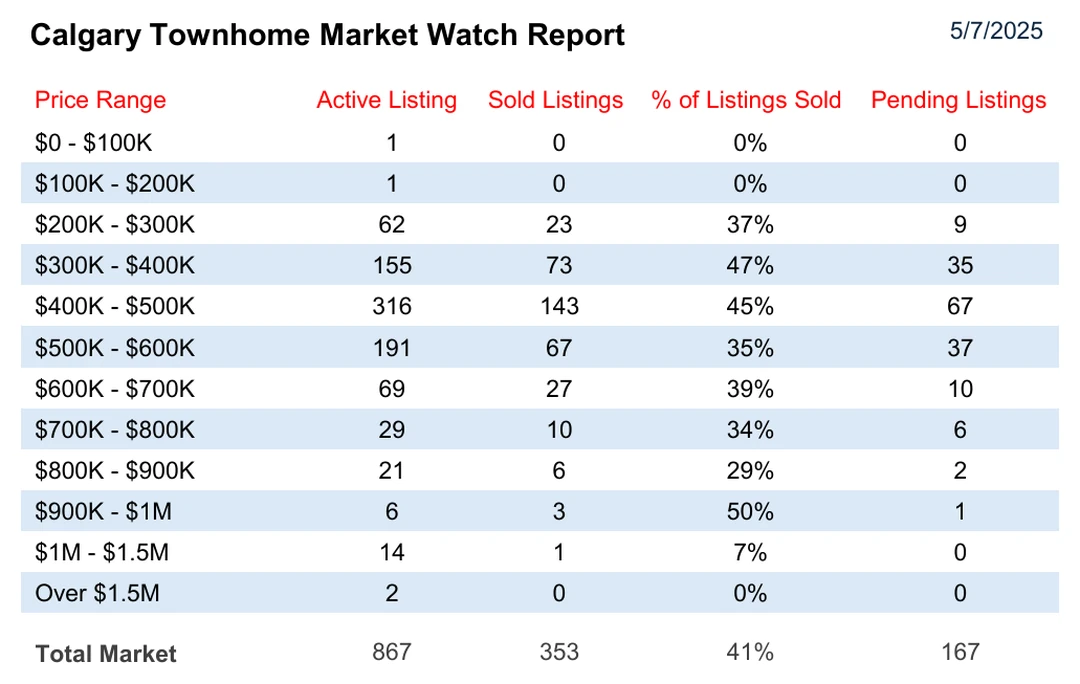 Calgary Townhome Market Watch Report 5/7/2025
Price Range Active Listing Sold Listings % of Listings Sold Pending Listings
$0 - $100K 1 0 0% 0
$100K - $200K 1 0 0% 0
$200K - $300K 62 23 37% 9
$300K - $400K 155 73 47% 35
$400K - $500K 316 143 45% 67
$500K - $600K 191 67 35% 37
$600K - $700K 69 27 39% 10
$700K - $800K 29 10 34% 6
$800K - $900K 21 6 29% 2
$900K - $1M 6 3 50% 1
$1M - $1.5M 14 1 7% 0
Over $1.5M 2 0 0% 0
Total Market 867 353 41% 167